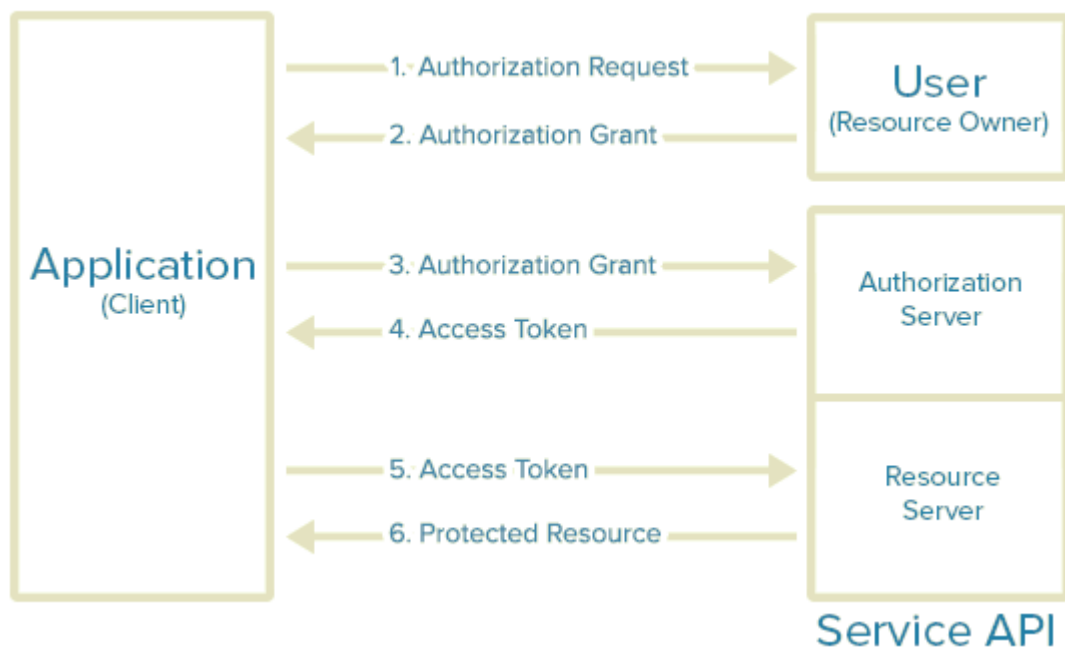 1. Authorization Request
User
(Resource Owner)
2. Authorization Grant
Application
(Client)
3. Authorization Grant
Authorization
Server
4. Access Token
5. Access Token
Resource
Server
6. Protected Resource
Service API